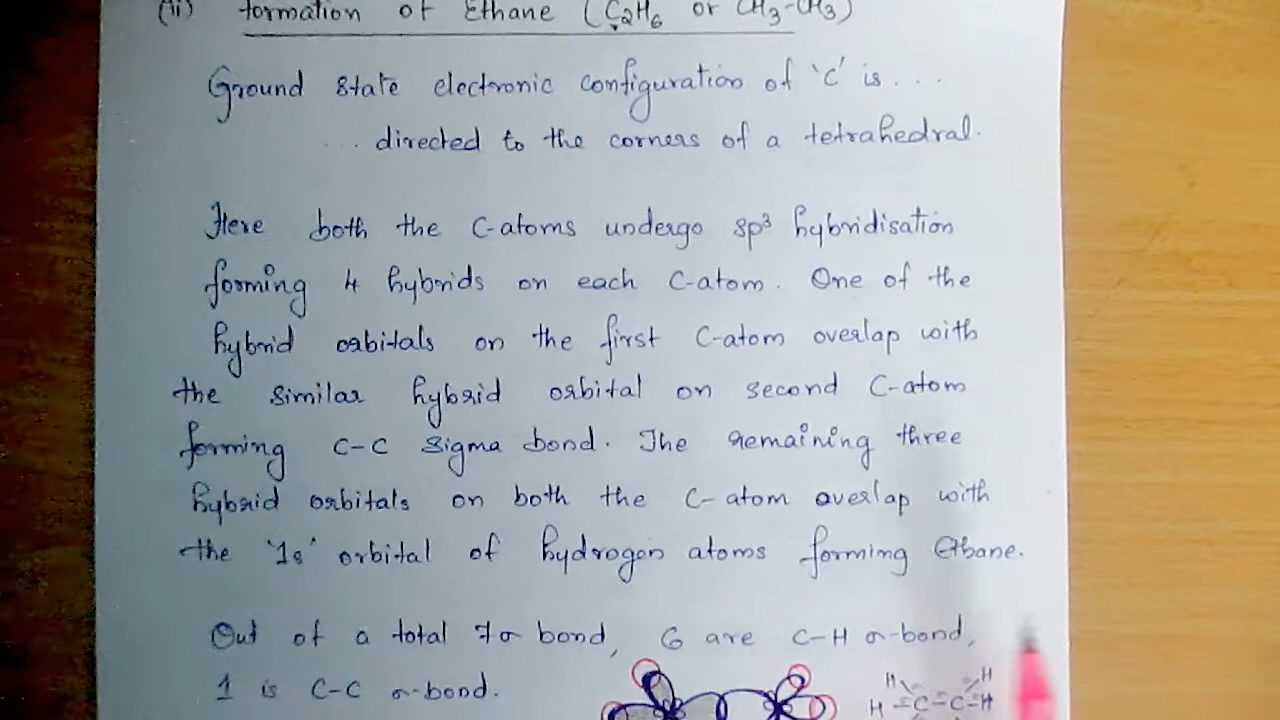 (ii) formation of Ethane (C₂H₆ or CH₃-CH₃)
Ground state electronic configuration of 'C' is ....
... directed to the corners of a tetrahedral.
Here both the C-atoms undergo sp³ hybridisation
forming 4 hybrids on each C-atom. One of the
hybrid orbitals on the first C-atom overlap with
the similar hybrid orbital on second C-atom
forming C-C sigma bond. The remaining three
hybrid orbitals on both the C-atom overlap with
the '1s' orbital of hydrogen atoms forming Ethane.
Out of a total 7σ bond, 6 are C-H σ-bond,
1 is C-C σ-bond.
H H
H-C-C-H